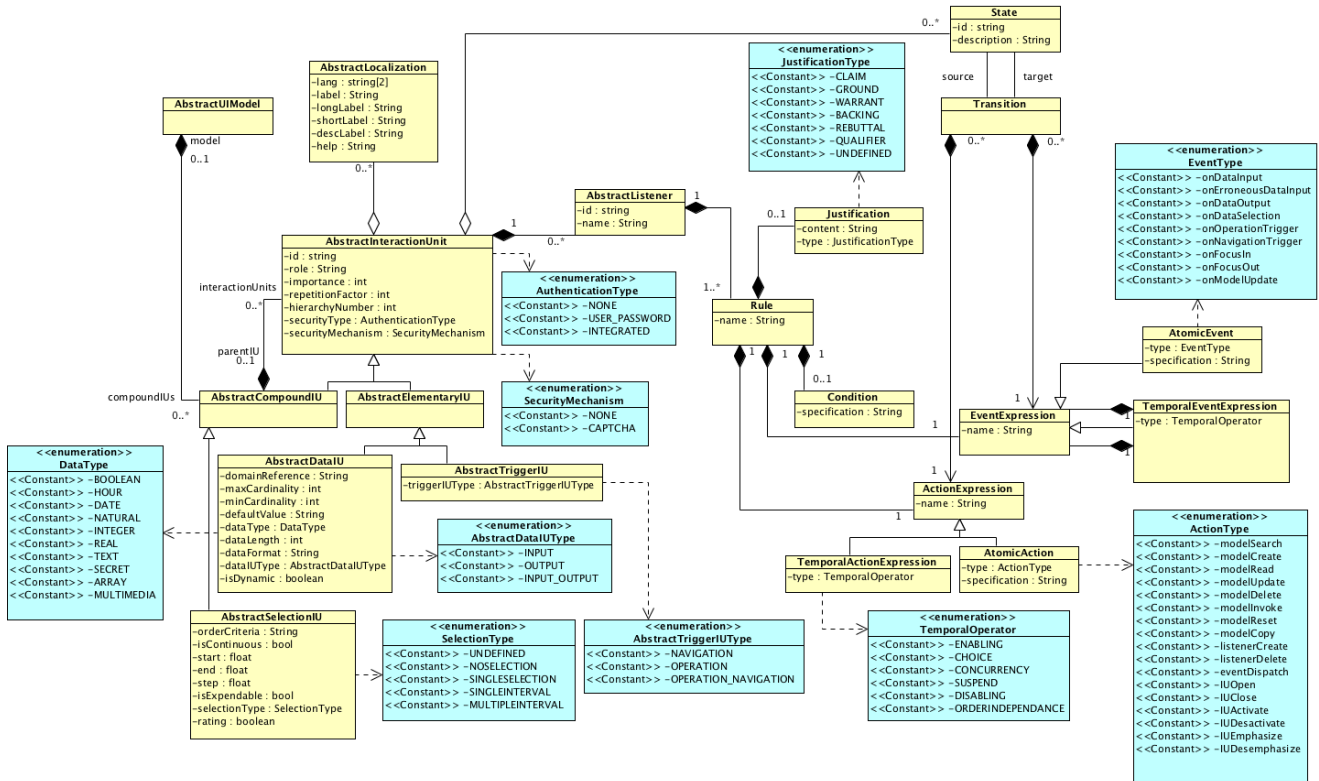 State
-id : string
-description : String
0..*
source
target
Transition
0..*
0..*
<<enumeration>>
JustificationType
<<Constant>> -CLAIM
<<Constant>> -GROUND
<<Constant>> -WARRANT
<<Constant>> -BACKING
<<Constant>> -REBUTTAL
<<Constant>> -QUALIFIER
<<Constant>> -UNDEFINED
AbstractLocalization
-lang : string[2]
-label : String
-longLabel : String
-shortLabel : String
-descLabel : String
-help : String
0..*
AbstractUIModel
model
0..1
<<enumeration>>
EventType
<<Constant>> -onDataInput
<<Constant>> -onErroneousDataInput
<<Constant>> -onDataOutput
<<Constant>> -onDataSelection
<<Constant>> -onOperationTrigger
<<Constant>> -onNavigationTrigger
<<Constant>> -onFocusIn
<<Constant>> -onFocusOut
<<Constant>> -onModelUpdate
AbstractListener
-id : string
-name : String
1
1
0..*
0..1
Justification
-content : String
-type : JustificationType
AbstractInteractionUnit
-id : string
-role : String
-importance : int
-repetitionFactor : int
-hierarchyNumber : int
-securityType : AuthenticationType
-securityMechanism : SecurityMechanism
<<enumeration>>
AuthenticationType
<<Constant>> -NONE
<<Constant>> -USER_PASSWORD
<<Constant>> -INTEGRATED
interactionUnits
0..*
parentIU
0..1
1..*
Rule
-name : String
1
1
1
0..1
AtomicEvent
-type : EventType
-specification : String
<<enumeration>>
SecurityMechanism
<<Constant>> -NONE
<<Constant>> -CAPTCHA
Condition
-specification : String
compoundIUs
0..*
AbstractCompoundIU
AbstractElementaryIU
1
1
EventExpression
-name : String
TemporalEventExpression
-type : TemporalOperator
1
1
<<enumeration>>
DataType
<<Constant>> -BOOLEAN
<<Constant>> -HOUR
<<Constant>> -DATE
<<Constant>> -NATURAL
<<Constant>> -INTEGER
<<Constant>> -REAL
<<Constant>> -TEXT
<<Constant>> -SECRET
<<Constant>> -ARRAY
<<Constant>> -MULTIMEDIA
AbstractDataIU
-domainReference : String
-maxCardinality : int
-minCardinality : int
-defaultValue : String
-dataType : DataType
-dataLength : int
-dataFormat : String
-dataIUType : AbstractDataIUType
-isDynamic : boolean
AbstractTriggerIU
-triggerIUType : AbstractTriggerIUType
<<enumeration>>
AbstractDataIUType
<<Constant>> -INPUT
<<Constant>> -OUTPUT
<<Constant>> -INPUT_OUTPUT
1
1
ActionExpression
-name : String
TemporalActionExpression
-type : TemporalOperator
AtomicAction
-type : ActionType
-specification : String
<<enumeration>>
ActionType
<<Constant>> -modelSearch
<<Constant>> -modelCreate
<<Constant>> -modelRead
<<Constant>> -modelUpdate
<<Constant>> -modelDelete
<<Constant>> -modelInvoke
<<Constant>> -modelReset
<<Constant>> -modelCopy
<<Constant>> -listenerCreate
<<Constant>> -listenerDelete
<<Constant>> -eventDispatch
<<Constant>> -IUOpen
<<Constant>> -IUClose
<<Constant>> -IUActivate
<<Constant>> -IUDesactivate
<<Constant>> -IUEmphasize
<<Constant>> -IUDesemphasize
AbstractSelectionIU
-orderCriteria : String
-isContinuous : bool
-start : float
-end : float
-step : float
-isExpendable : bool
-selectionType : SelectionType
-rating : boolean
<<enumeration>>
SelectionType
<<Constant>> -UNDEFINED
<<Constant>> -NOSELECTION
<<Constant>> -SINGLESELECTION
<<Constant>> -SINGLEINTERVAL
<<Constant>> -MULTIPLEINTERVAL
<<enumeration>>
AbstractTriggerIUType
<<Constant>> -NAVIGATION
<<Constant>> -OPERATION
<<Constant>> -OPERATION_NAVIGATION
<<enumeration>>
TemporalOperator
<<Constant>> -ENABLING
<<Constant>> -CHOICE
<<Constant>> -CONCURRENCY
<<Constant>> -SUSPEND
<<Constant>> -DISABLING
<<Constant>> -ORDERINDEPENDANCE